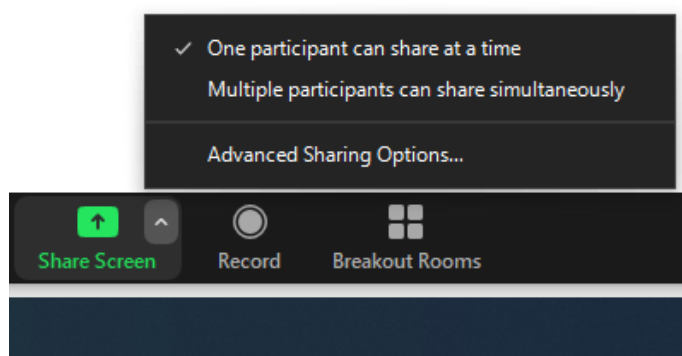 One participant can share at a time
Multiple participants can share simultaneously
Advanced Sharing Options...
Share Screen
Record
Breakout Rooms